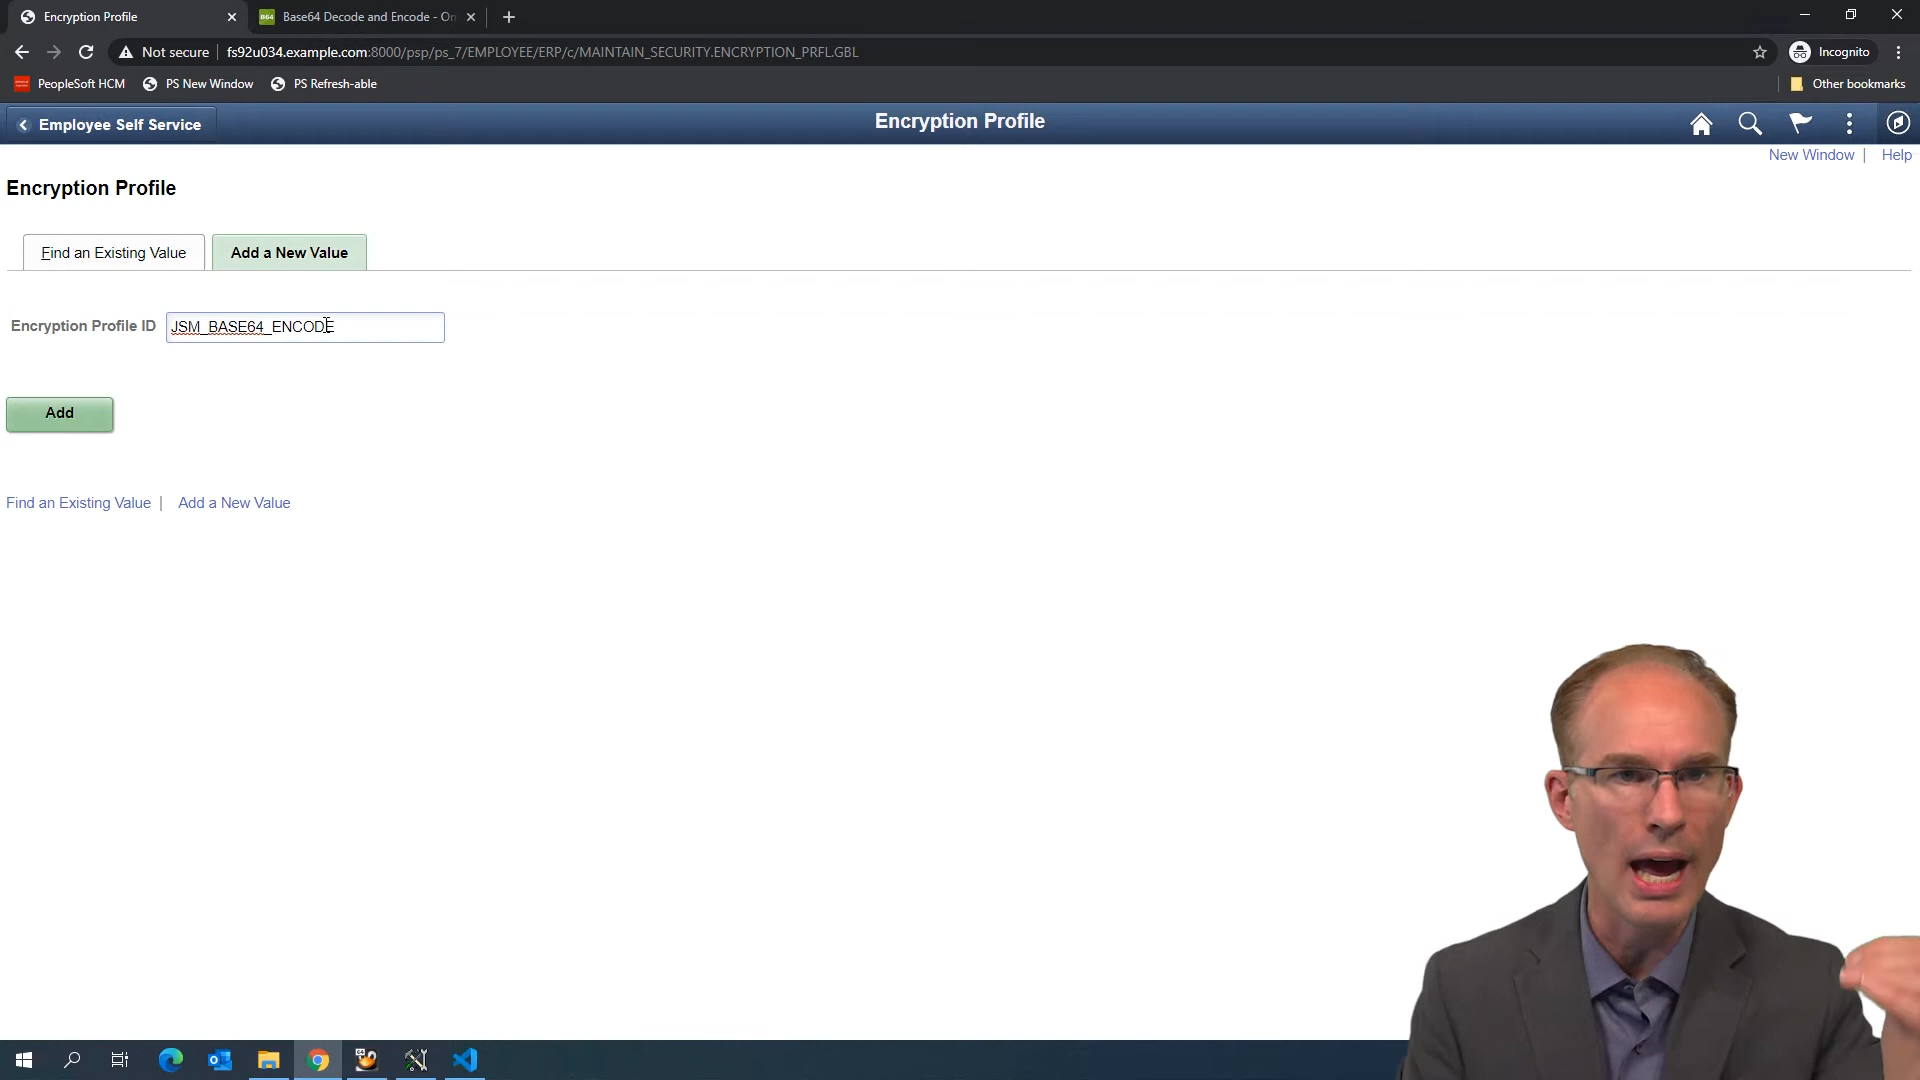 Encryption Profile
Base64 Decode and Encode - On
Not secure
fs92u034.example.com:8000/psp/ps_7/EMPLOYEE/ERP/c/MAINTAIN_SECURITY.ENCRYPTION_PRFL.GBL
Incognito
PeopleSoft HCM
PS New Window
PS Refresh-able
Other bookmarks
Employee Self Service
Encryption Profile
New Window |
Help
Encryption Profile
Find an Existing Value
Add a New Value
Encryption Profile ID
JSM_BASE64_ENCODE
Add
Find an Existing Value |
Add a New Value